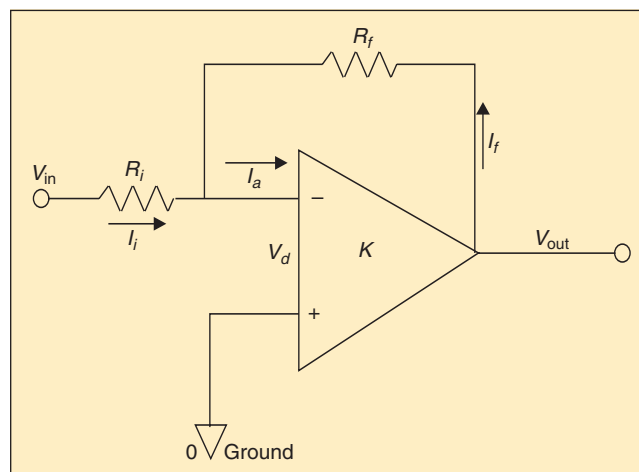 R_f
I_f
V_in
R_i
I_a
I_i
−
V_d
K
V_out
+
0 Ground